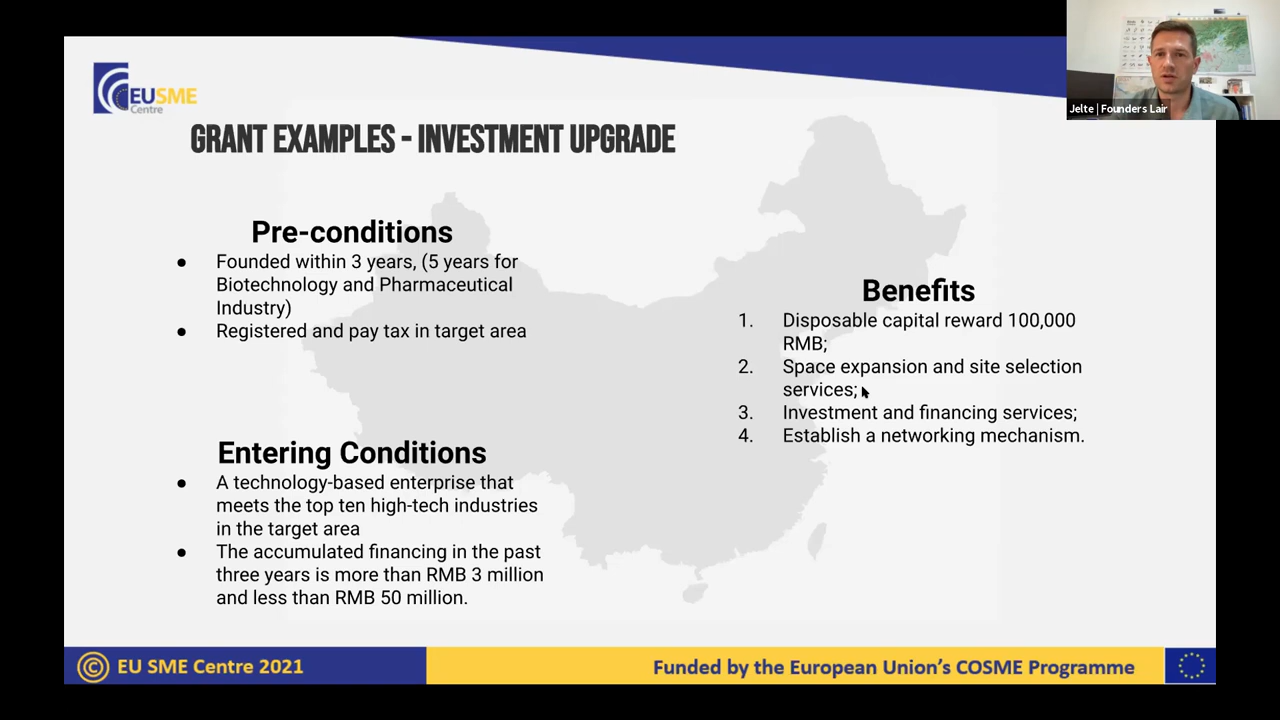 EUSME
Centre
GRANT EXAMPLES - INVESTMENT UPGRADE
Jelte | Founders Lair
Pre-conditions
● Founded within 3 years, (5 years for
Biotechnology and Pharmaceutical
Industry)
● Registered and pay tax in target area
Entering Conditions
● A technology-based enterprise that
meets the top ten high-tech industries
in the target area
● The accumulated financing in the past
three years is more than RMB 3 million
and less than RMB 50 million.
Benefits
1. Disposable capital reward 100,000
RMB;
2. Space expansion and site selection
services;
3. Investment and financing services;
4. Establish a networking mechanism.
© EU SME Centre 2021
Funded by the European Union’s COSME Programme